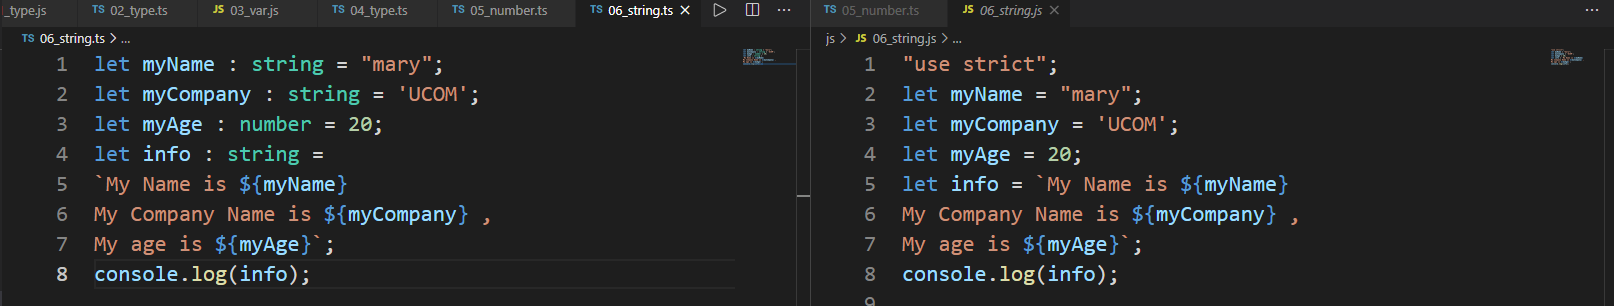 _type.js TS 02_type.ts JS 03_var.js TS 04_type.ts TS 05_number.ts TS 06_string.ts × ···
TS 06_string.ts > ...
1 let myName : string = "mary";
2 let myCompany : string = 'UCOM';
3 let myAge : number = 20;
4 let info : string =
5 `My Name is ${myName}
6 My Company Name is ${myCompany} ,
7 My age is ${myAge}`;
8 console.log(info);
TS 05_number.ts JS 06_string.js × ···
js > JS 06_string.js > ...
1 "use strict";
2 let myName = "mary";
3 let myCompany = 'UCOM';
4 let myAge = 20;
5 let info = `My Name is ${myName}
6 My Company Name is ${myCompany} ,
7 My age is ${myAge}`;
8 console.log(info);
9